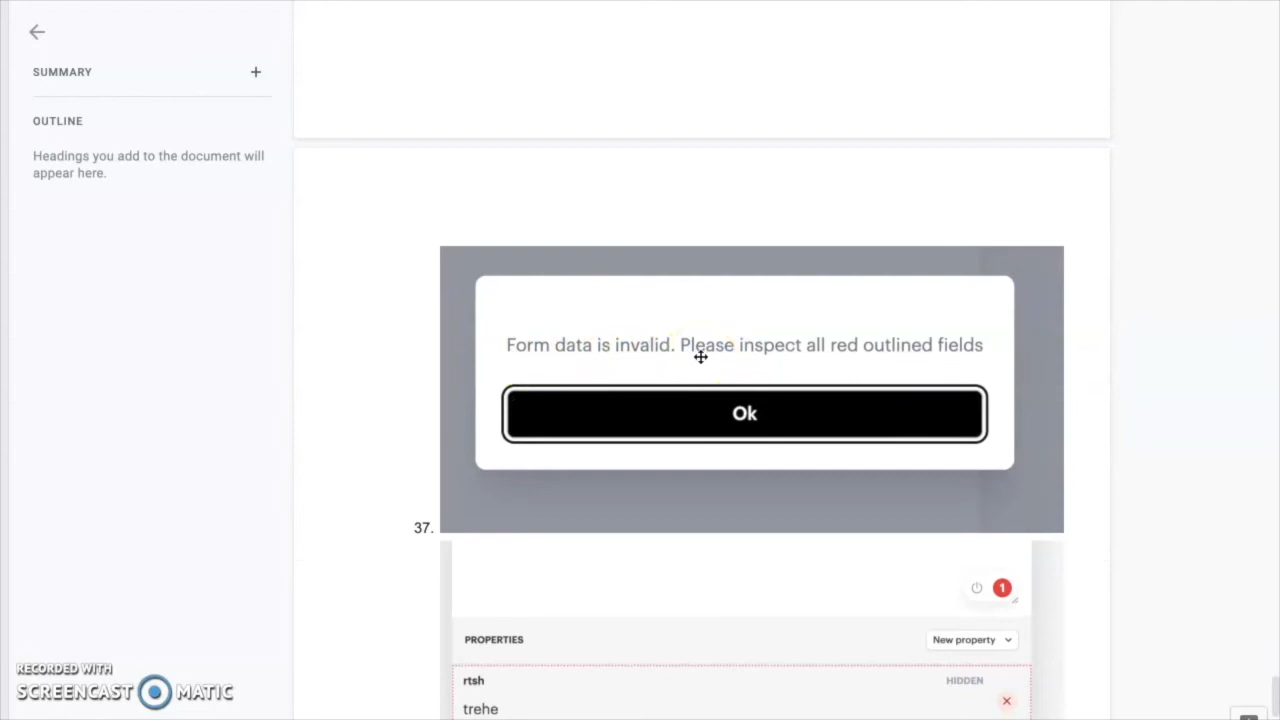 SUMMARY
OUTLINE
Headings you add to the document will
appear here.
Form data is invalid. Please inspect all red outlined fields
Ok
37.
1
PROPERTIES
New property
rtsh
HIDDEN
trehe
RECORDED WITH
SCREENCAST MATIC